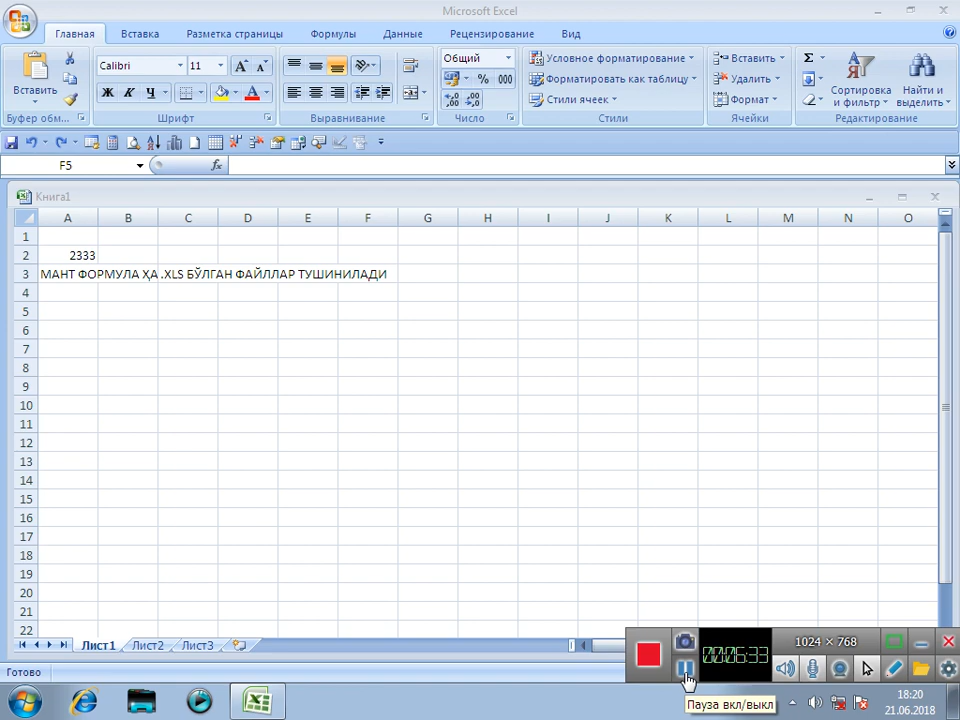 Microsoft Excel
Главная Вставка Разметка страницы Формулы Данные Рецензирование Вид
Calibri 11 Общий
Условное форматирование Вставить Σ
Вставить Ж К Ч % 000 Форматировать как таблицу Удалить Сортировка и фильтр Найти и выделить
Стили ячеек Формат
Буфер обм... Шрифт Выравнивание Число Стили Ячейки Редактирование
F5 fx
Книга1
A B C D E F G H I J K L M N O
1
2 2333
3 МАНТ ФОРМУЛА ҲА .XLS БЎЛГАН ФАЙЛЛАР ТУШИНИЛАДИ
4
5
6
7
8
9
10
11
12
13
14
15
16
17
18
19
20
21
22
Лист1 Лист2 Лист3
1024 × 768
00:06:33
Готово
Пауза вкл/выкл
18:20
21.06.2018